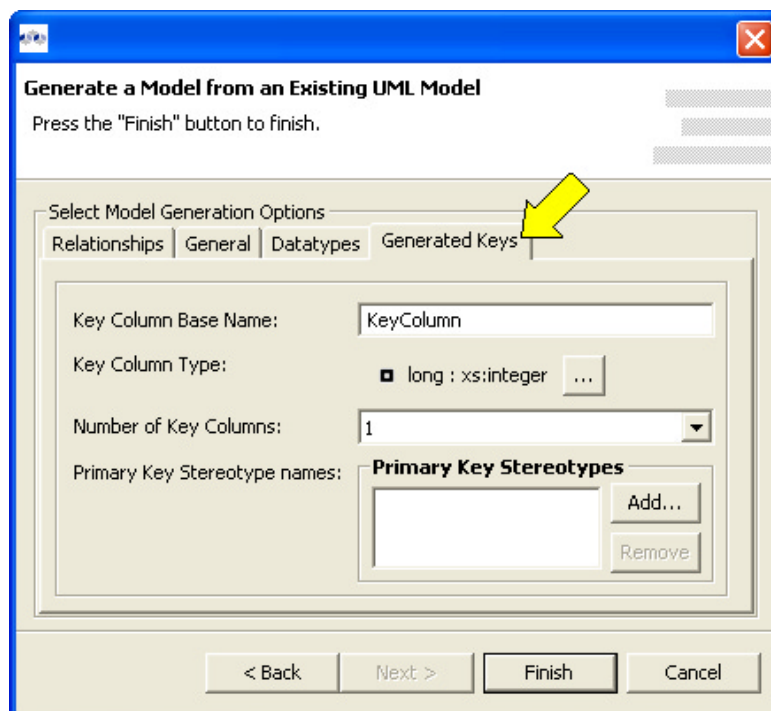 Generate a Model from an Existing UML Model
Press the "Finish" button to finish.
Select Model Generation Options
Relationships General Datatypes Generated Keys
Key Column Base Name: KeyColumn
Key Column Type: long : xs:integer ...
Number of Key Columns: 1
Primary Key Stereotype names: Primary Key Stereotypes
Add...
Remove
< Back Next > Finish Cancel